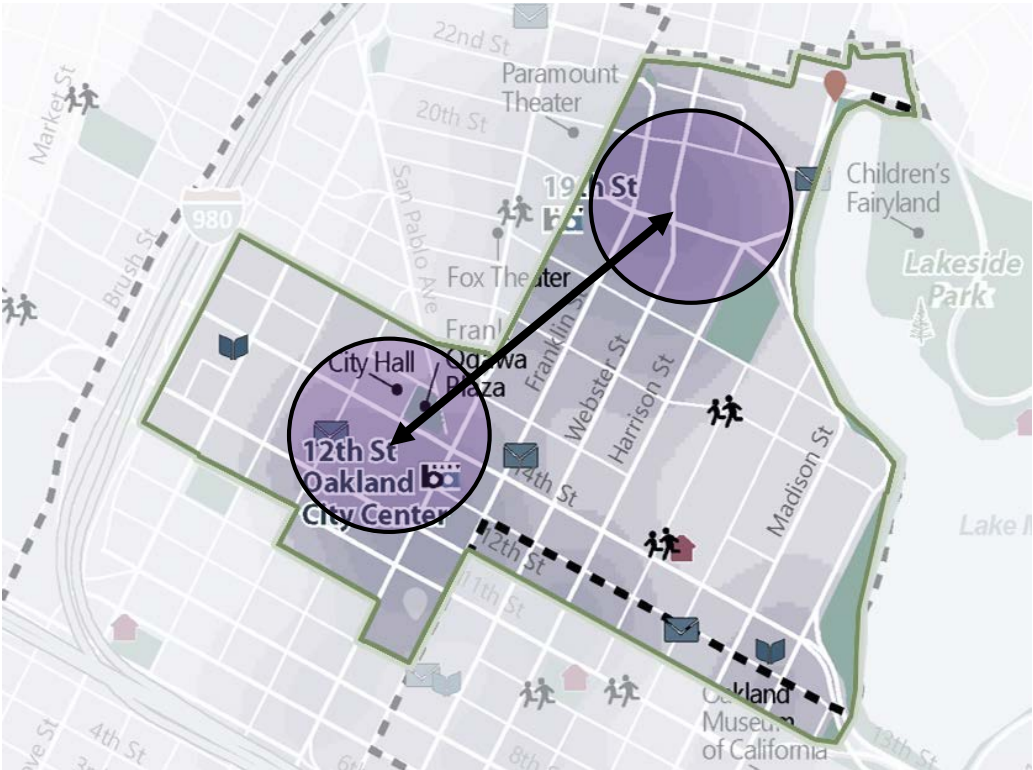 22nd St
Market St
Paramount
Theater
20th St
Children's
Fairyland
19th St
980
San Pablo Ave
Brush St
Lakeside
Park
Fox Theater
Franklin St
City Hall
Ogawa
Plaza
Webster St
Harrison St
12th St
Oakland
City Center
ba
14th St
Madison St
12th St
11th St
Oakland
Museum
of California
4th St
8th St
13th St